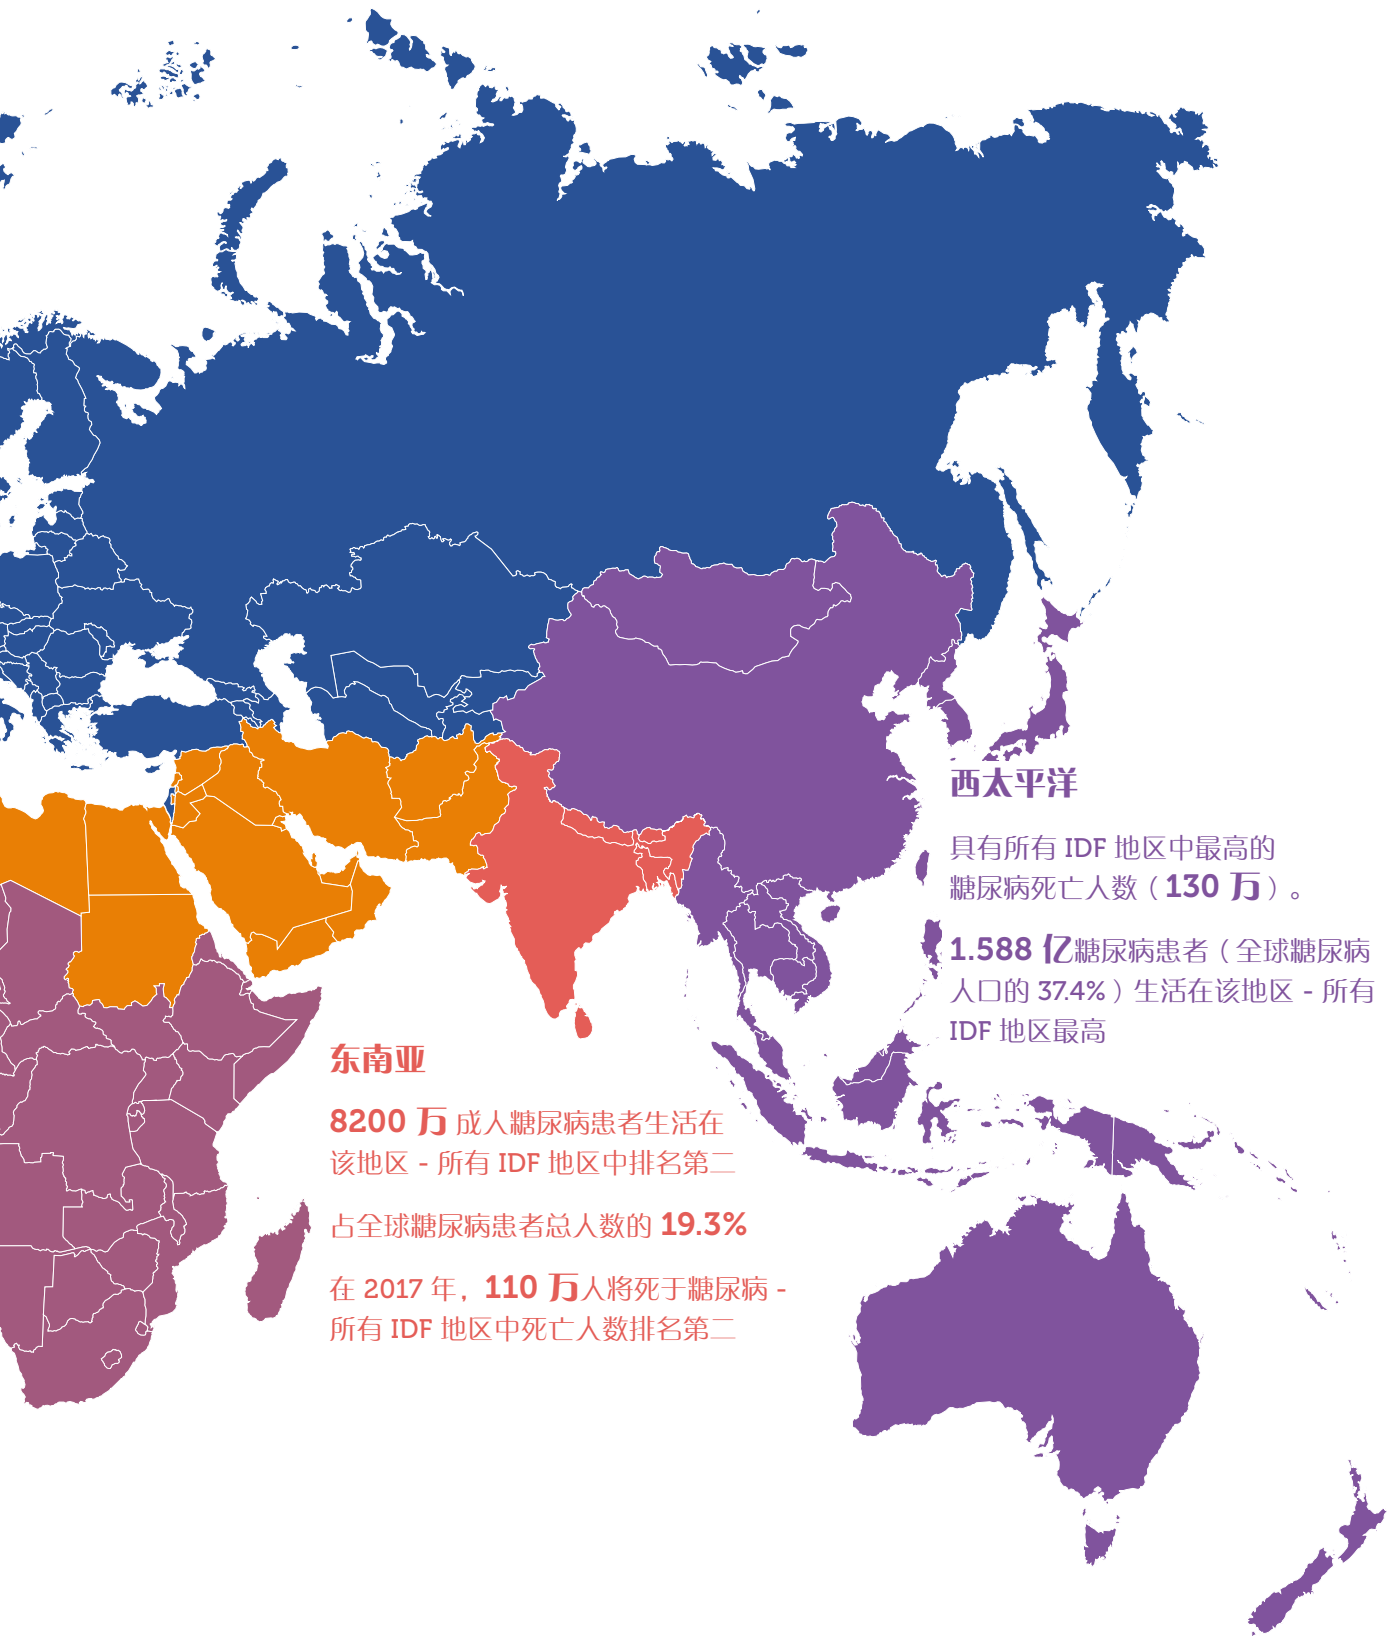 西太平洋
具有所有 IDF 地区中最高的
糖尿病死亡人数（130 万）。
1.588 亿糖尿病患者（全球糖尿病
人口的 37.4%）生活在该地区 - 所有
IDF 地区最高
东南亚
8200 万 成人糖尿病患者生活在
该地区 - 所有 IDF 地区中排名第二
占全球糖尿病患者总人数的 19.3%
在 2017 年，110 万人将死于糖尿病 -
所有 IDF 地区中死亡人数排名第二